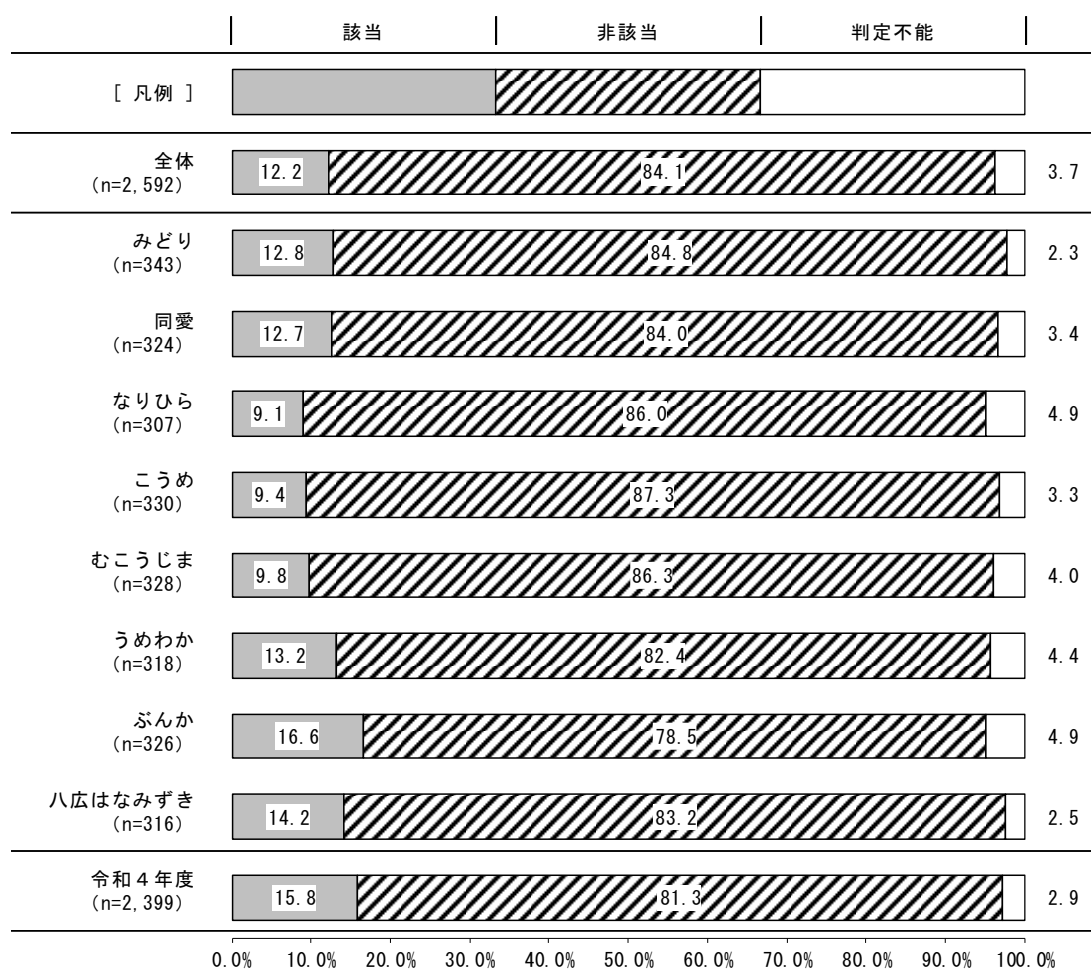 該当 非該当 判定不能
[ 凡例 ]
全体
(n=2,592)
12.2 84.1 3.7
みどり
(n=343)
12.8 84.8 2.3
同愛
(n=324)
12.7 84.0 3.4
なりひら
(n=307)
9.1 86.0 4.9
こうめ
(n=330)
9.4 87.3 3.3
むこうじま
(n=328)
9.8 86.3 4.0
うめわか
(n=318)
13.2 82.4 4.4
ぶんか
(n=326)
16.6 78.5 4.9
八広はなみずき
(n=316)
14.2 83.2 2.5
令和４年度
(n=2,399)
15.8 81.3 2.9
0.0% 10.0% 20.0% 30.0% 40.0% 50.0% 60.0% 70.0% 80.0% 90.0% 100.0%